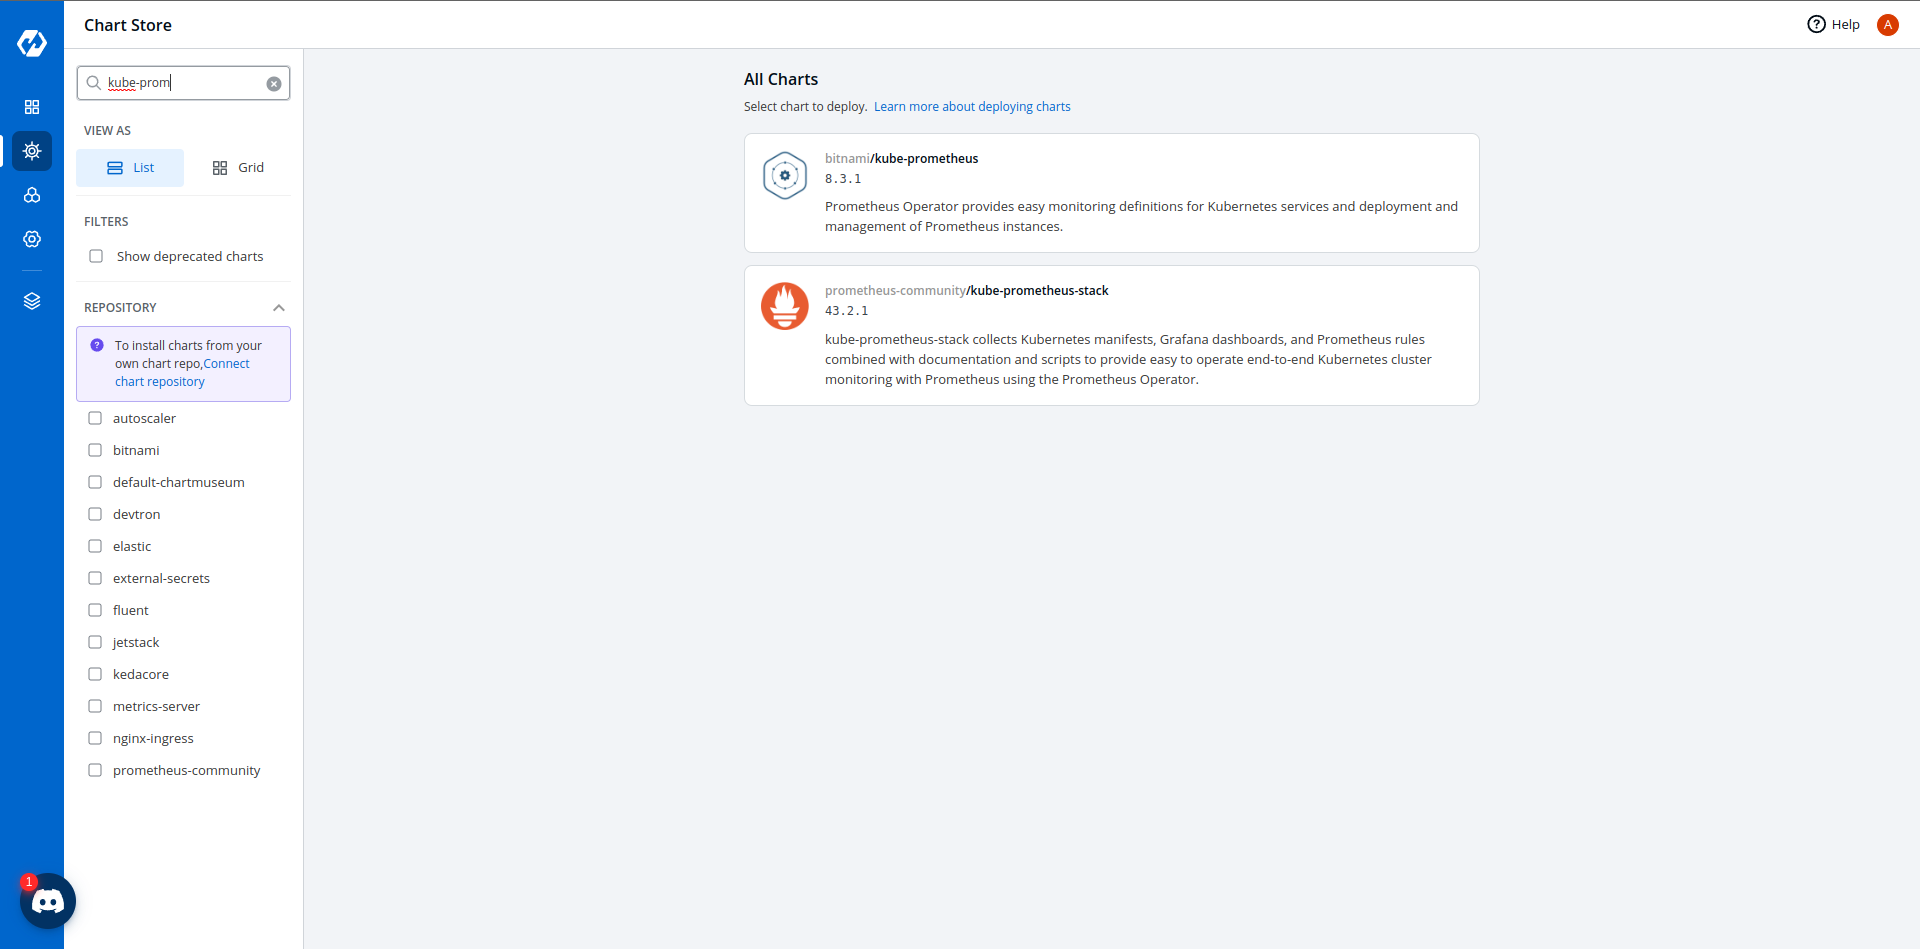 Chart Store
Help
A
kube-prom
VIEW AS
List
Grid
FILTERS
Show deprecated charts
REPOSITORY
?
To install charts from your
own chart repo,Connect
chart repository
autoscaler
bitnami
default-chartmuseum
devtron
elastic
external-secrets
fluent
jetstack
kedacore
metrics-server
nginx-ingress
prometheus-community
1
All Charts
Select chart to deploy. Learn more about deploying charts
bitnami/kube-prometheus
8.3.1
Prometheus Operator provides easy monitoring definitions for Kubernetes services and deployment and
management of Prometheus instances.
prometheus-community/kube-prometheus-stack
43.2.1
kube-prometheus-stack collects Kubernetes manifests, Grafana dashboards, and Prometheus rules
combined with documentation and scripts to provide easy to operate end-to-end Kubernetes cluster
monitoring with Prometheus using the Prometheus Operator.